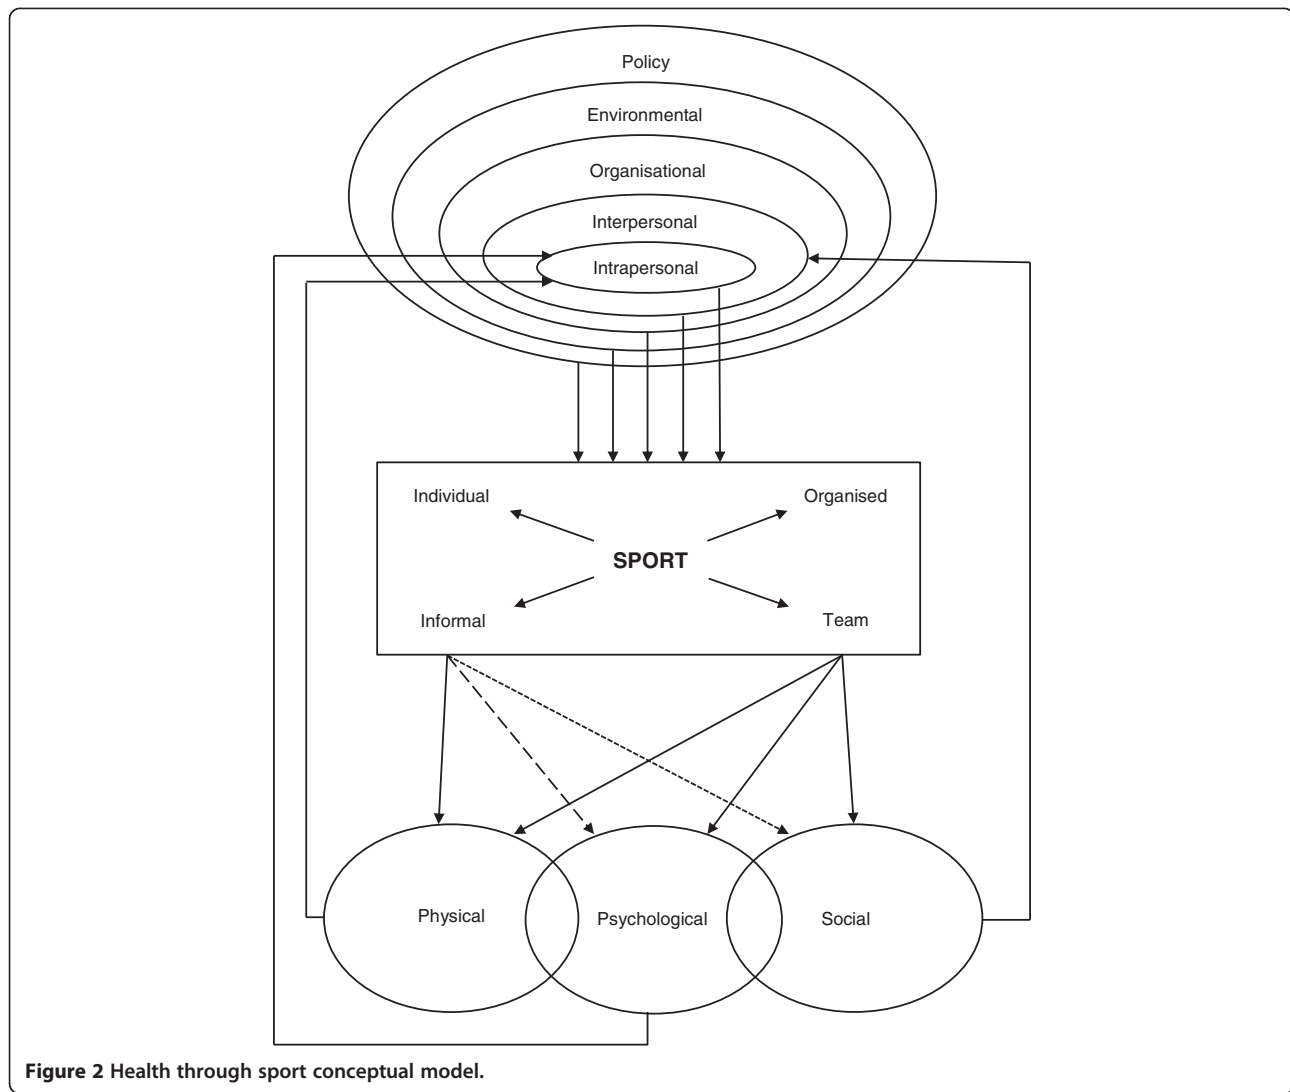 Policy
Environmental
Organisational
Interpersonal
Intrapersonal
Individual
Organised
SPORT
Informal
Team
Physical
Psychological
Social
Figure 2 Health through sport conceptual model.